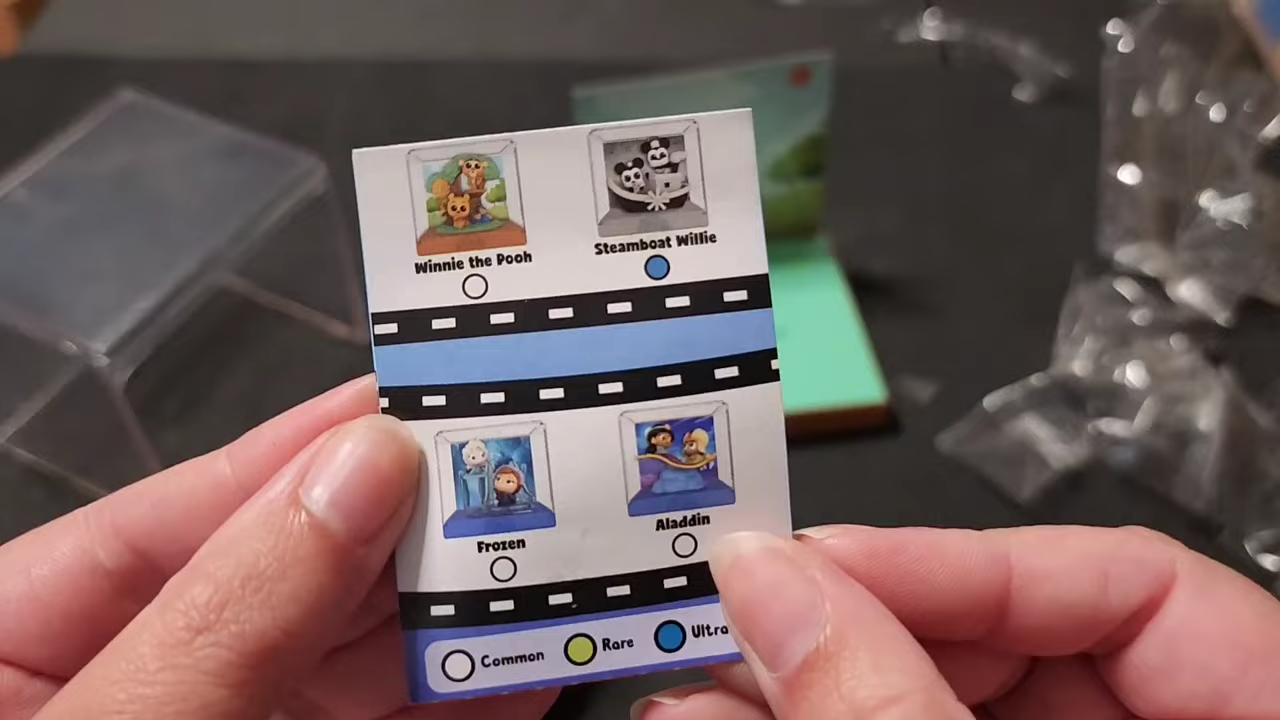 Winnie the Pooh
Steamboat Willie
Frozen
Aladdin
Common
Rare
Ultra